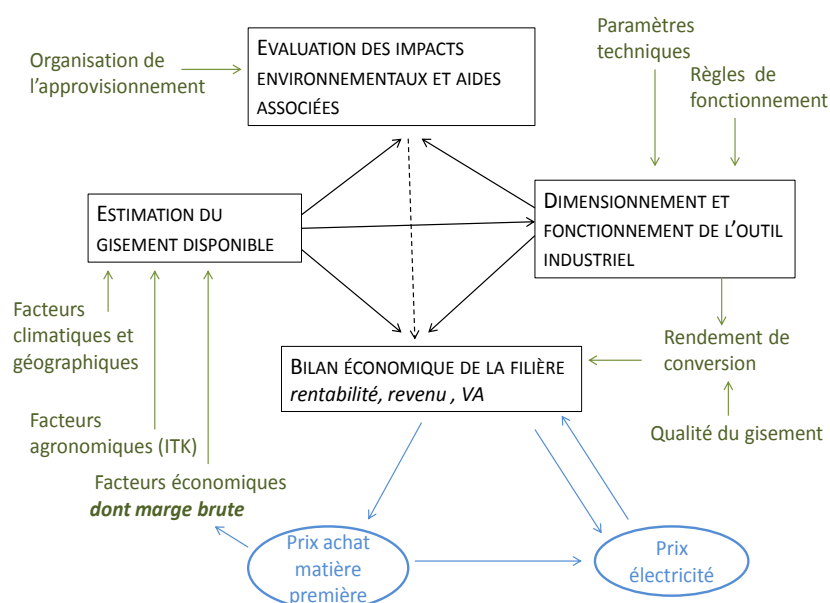 Organisation de
l'approvisionnement
EVALUATION DES IMPACTS
ENVIRONNEMENTAUX ET AIDES
ASSOCIÉES
Paramètres
techniques
Règles de
fonctionnement
ESTIMATION DU
GISEMENT DISPONIBLE
DIMENSIONNEMENT ET
FONCTIONNEMENT DE L'OUTIL
INDUSTRIEL
Facteurs
climatiques et
géographiques
BILAN ÉCONOMIQUE DE LA FILIÈRE
rentabilité, revenu , VA
Rendement de
conversion
Facteurs
agronomiques (ITK)
Qualité du gisement
Facteurs économiques
dont marge brute
Prix achat
matière
première
Prix
électricité